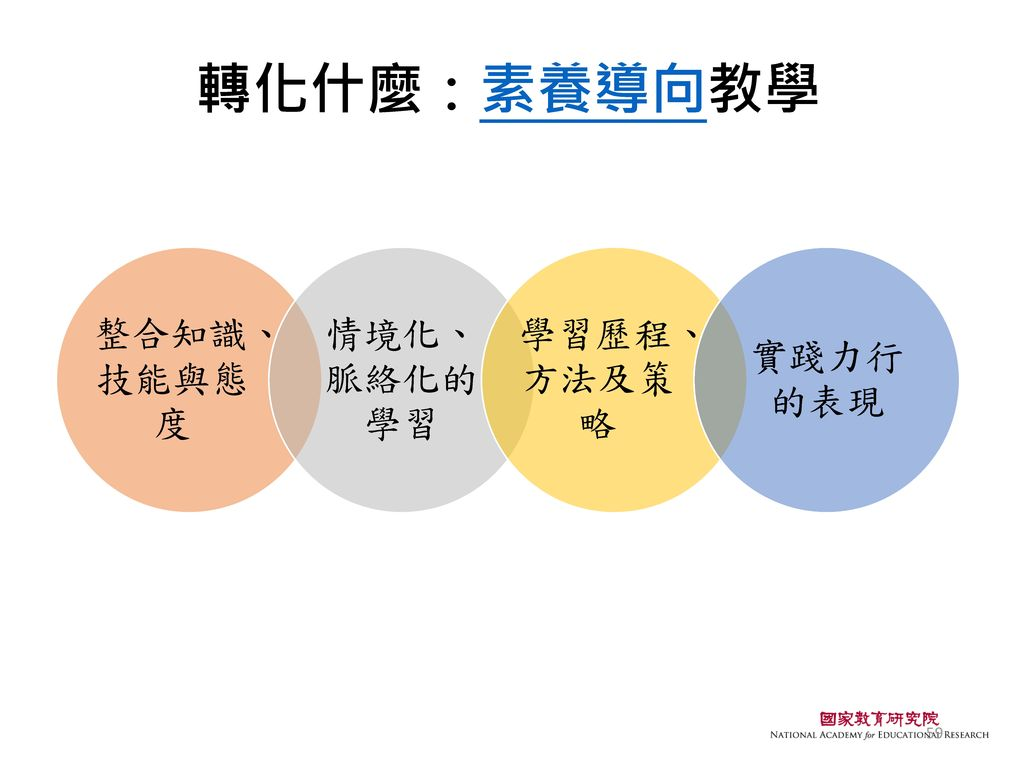 轉化什麼：素養導向教學
整合知識、
技能與態
度
情境化、
脈絡化的
學習
學習歷程、
方法及策
略
實踐力行
的表現
國家教育研究院
NATIONAL ACADEMY for EDUCATIONAL RESEARCH
59